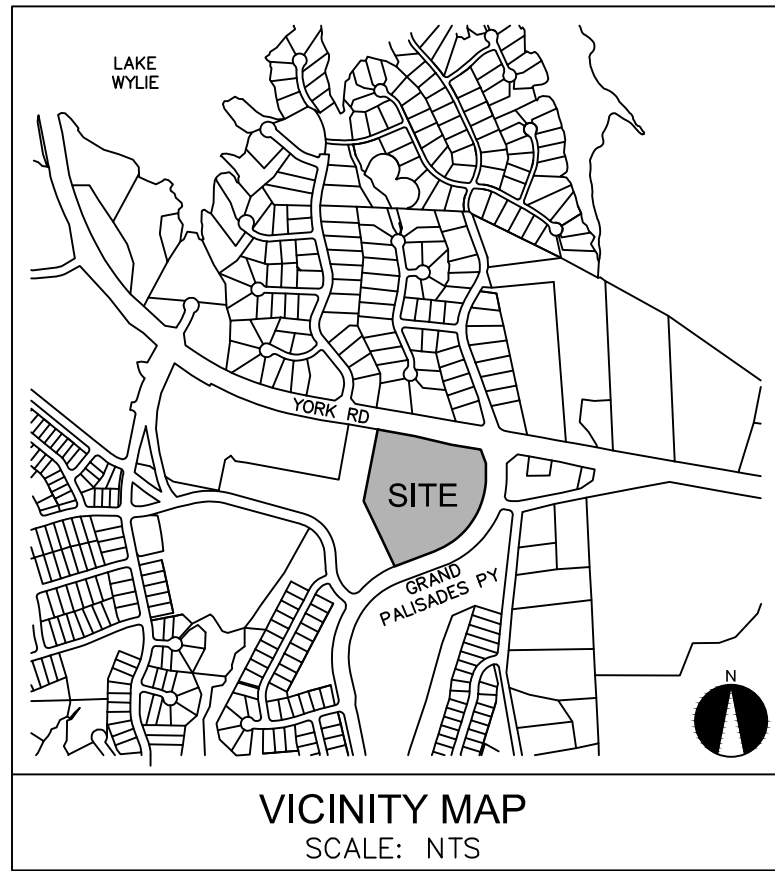 LAKE
WYLIE
YORK RD
SITE
GRAND
PALISADES PY
N
VICINITY MAP
SCALE: NTS